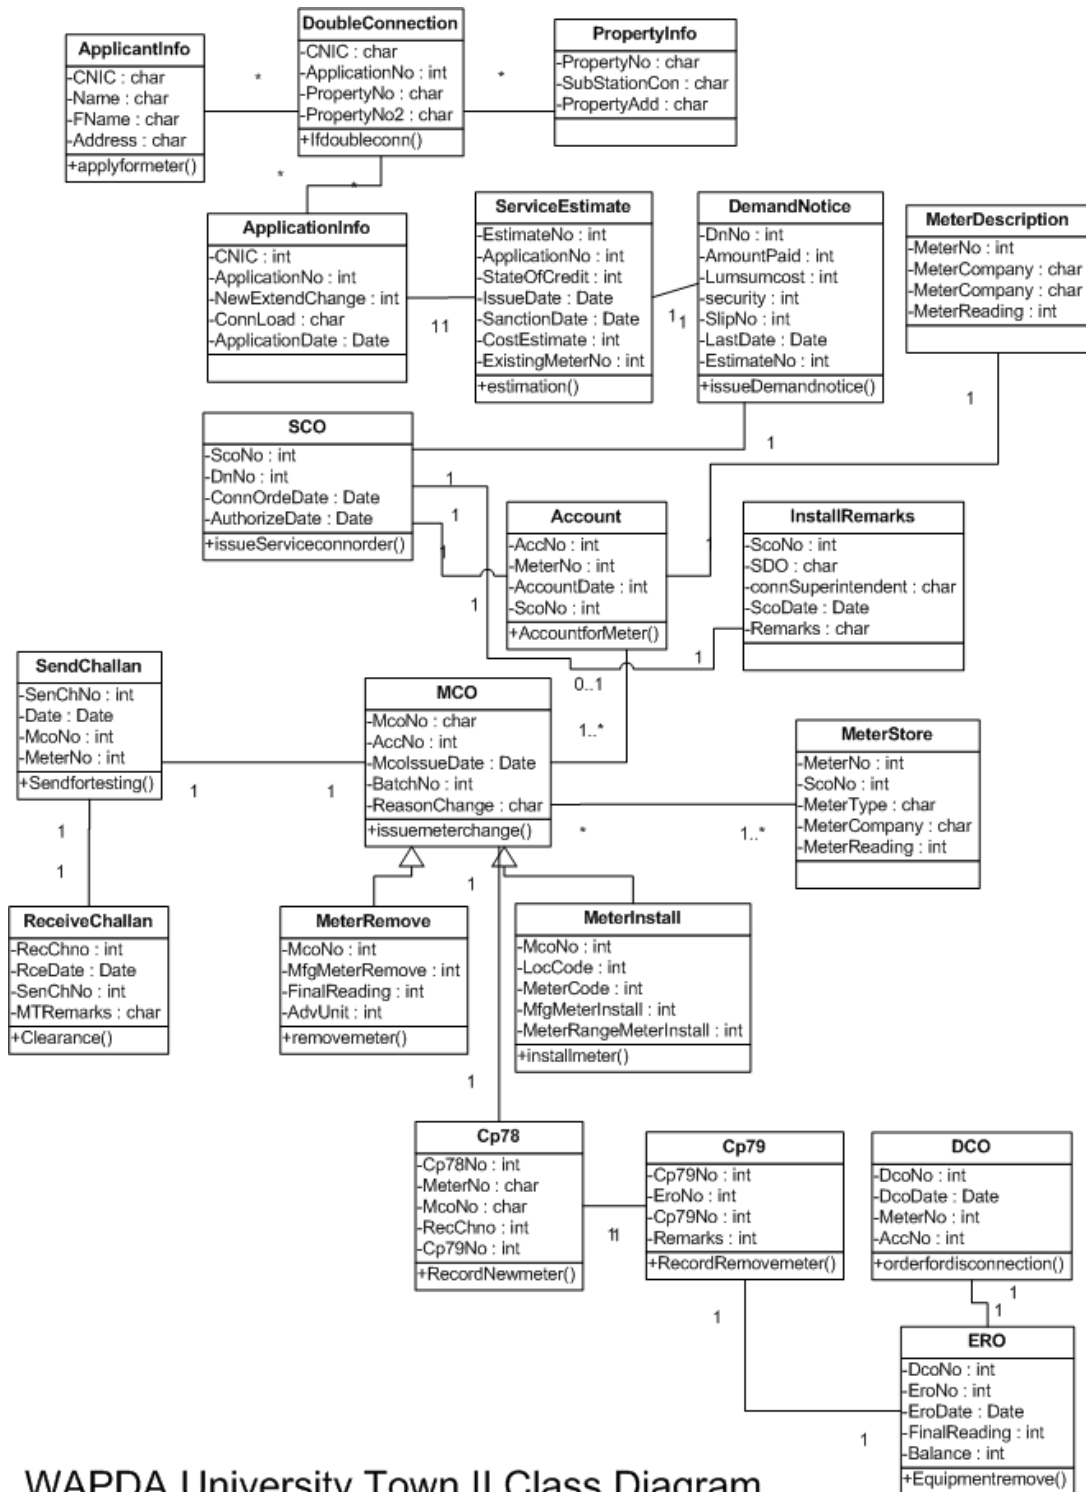 DoubleConnection
-CNIC : char
-ApplicationNo : int
-PropertyNo : char
-PropertyNo2 : char
+Ifdoubleconn()
ApplicantInfo
-CNIC : char
-Name : char
-FName : char
-Address : char
+applyformeter()
PropertyInfo
-PropertyNo : char
-SubStationCon : char
-PropertyAdd : char
*
*
*
*
ApplicationInfo
-CNIC : int
-ApplicationNo : int
-NewExtendChange : int
-ConnLoad : char
-ApplicationDate : Date
11
ServiceEstimate
-EstimateNo : int
-ApplicationNo : int
-StateOfCredit : int
-IssueDate : Date
-SanctionDate : Date
-CostEstimate : int
-ExistingMeterNo : int
+estimation()
1
1
DemandNotice
-DnNo : int
-AmountPaid : int
-Lumsumcost : int
-security : int
-SlipNo : int
-LastDate : Date
-EstimateNo : int
+issueDemandnotice()
MeterDescription
-MeterNo : int
-MeterCompany : char
-MeterCompany : char
-MeterReading : int
1
1
SCO
-ScoNo : int
-DnNo : int
-ConnOrdeDate : Date
-AuthorizeDate : Date
+issueServiceconnorder()
1
1
1
1
Account
-AccNo : int
-MeterNo : int
-AccountDate : int
-ScoNo : int
+AccountforMeter()
1
InstallRemarks
-ScoNo : int
-SDO : char
-connSuperintendent : char
-ScoDate : Date
-Remarks : char
1
0..1
1..*
SendChallan
-SenChNo : int
-Date : Date
-McoNo : int
-MeterNo : int
+Sendfortesting()
1
1
MCO
-McoNo : char
-AccNo : int
-McoIssueDate : Date
-BatchNo : int
-ReasonChange : char
+issuemeterchange()
*
1..*
MeterStore
-MeterNo : int
-ScoNo : int
-MeterType : char
-MeterCompany : char
-MeterReading : int
1
1
1
ReceiveChallan
-RecChno : int
-RceDate : Date
-SenChNo : int
-MTRemarks : char
+Clearance()
MeterRemove
-McoNo : int
-MfgMeterRemove : int
-FinalReading : int
-AdvUnit : int
+removemeter()
MeterInstall
-McoNo : int
-LocCode : int
-MeterCode : int
-MfgMeterInstall : int
-MeterRangeMeterInstall : int
+installmeter()
1
Cp78
-Cp78No : int
-MeterNo : char
-McoNo : char
-RecChno : int
-Cp79No : int
+RecordNewmeter()
11
Cp79
-Cp79No : int
-EroNo : int
-Cp79No : int
-Remarks : int
+RecordRemovemeter()
DCO
-DcoNo : int
-DcoDate : Date
-MeterNo : int
-AccNo : int
+orderfordisconnection()
1
1
1
1
ERO
-DcoNo : int
-EroNo : int
-EroDate : Date
-FinalReading : int
-Balance : int
+Equipmentremove()
WAPDA University Town II Class Diagram